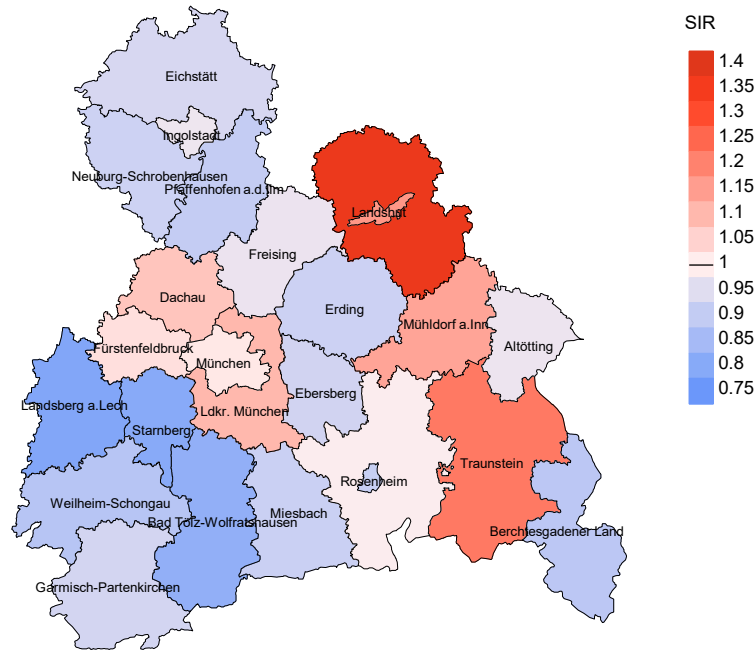 SIR
1.4
1.35
1.3
1.25
1.2
1.15
1.1
1.05
1
0.95
0.9
0.85
0.8
0.75
Eichstätt
Ingolstadt
Neuburg-Schrobenhausen
Pfaffenhofen a.d.Ilm
Landshut
Freising
Dachau
Erding
Mühldorf a.Inn
Fürstenfeldbruck
München
Altötting
Ebersberg
Landsberg a.Lech
Ldkr. München
Starnberg
Traunstein
Rosenheim
Weilheim-Schongau
Miesbach
Bad Tölz-Wolfratshausen
Berchtesgadener Land
Garmisch-Partenkirchen